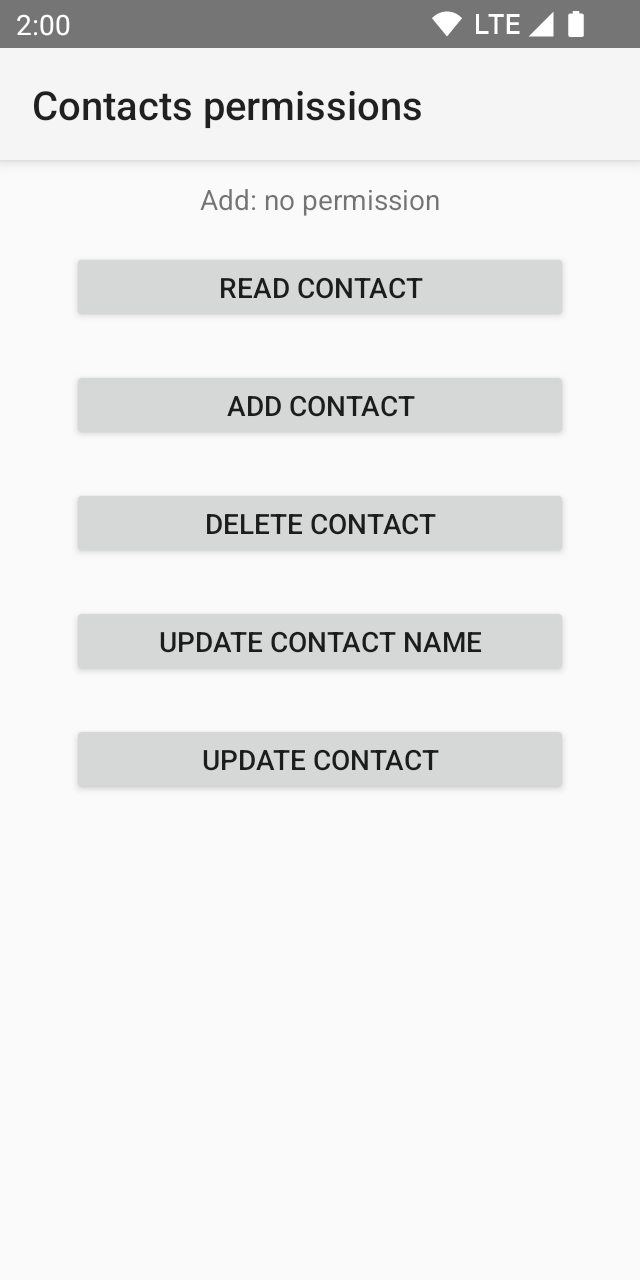 2:00 LTE
Contacts permissions
Add: no permission
READ CONTACT
ADD CONTACT
DELETE CONTACT
UPDATE CONTACT NAME
UPDATE CONTACT